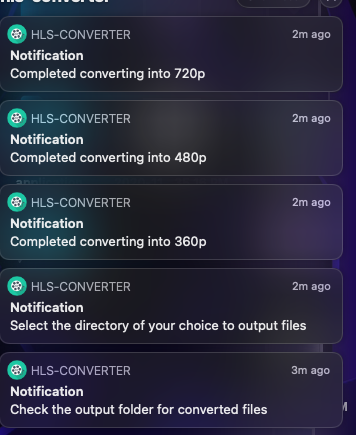 hls-converter
HLS-CONVERTER 2m ago
Notification
Completed converting into 720p
HLS-CONVERTER 2m ago
Notification
Completed converting into 480p
HLS-CONVERTER 2m ago
Notification
Completed converting into 360p
HLS-CONVERTER 2m ago
Notification
Select the directory of your choice to output files
HLS-CONVERTER 3m ago
Notification
Check the output folder for converted files